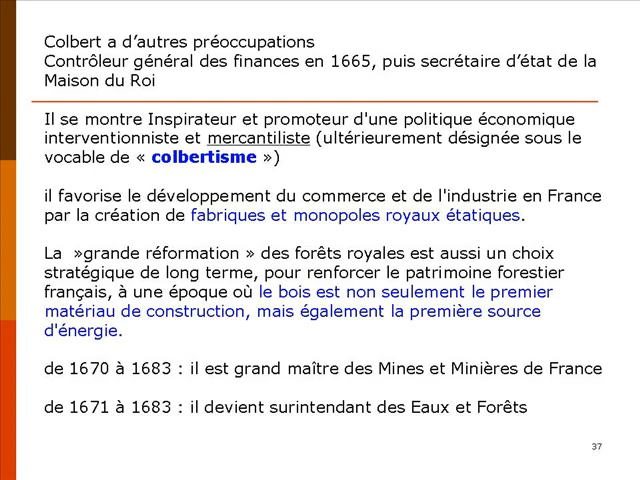 Colbert a d’autres préoccupations
Contrôleur général des finances en 1665, puis secrétaire d’état de la
Maison du Roi
Il se montre Inspirateur et promoteur d'une politique économique
interventionniste et mercantiliste (ultérieurement désignée sous le
vocable de « colbertisme »)
il favorise le développement du commerce et de l'industrie en France
par la création de fabriques et monopoles royaux étatiques.
La »grande réformation » des forêts royales est aussi un choix
stratégique de long terme, pour renforcer le patrimoine forestier
français, à une époque où le bois est non seulement le premier
matériau de construction, mais également la première source
d'énergie.
de 1670 à 1683 : il est grand maître des Mines et Minières de France
de 1671 à 1683 : il devient surintendant des Eaux et Forêts
37